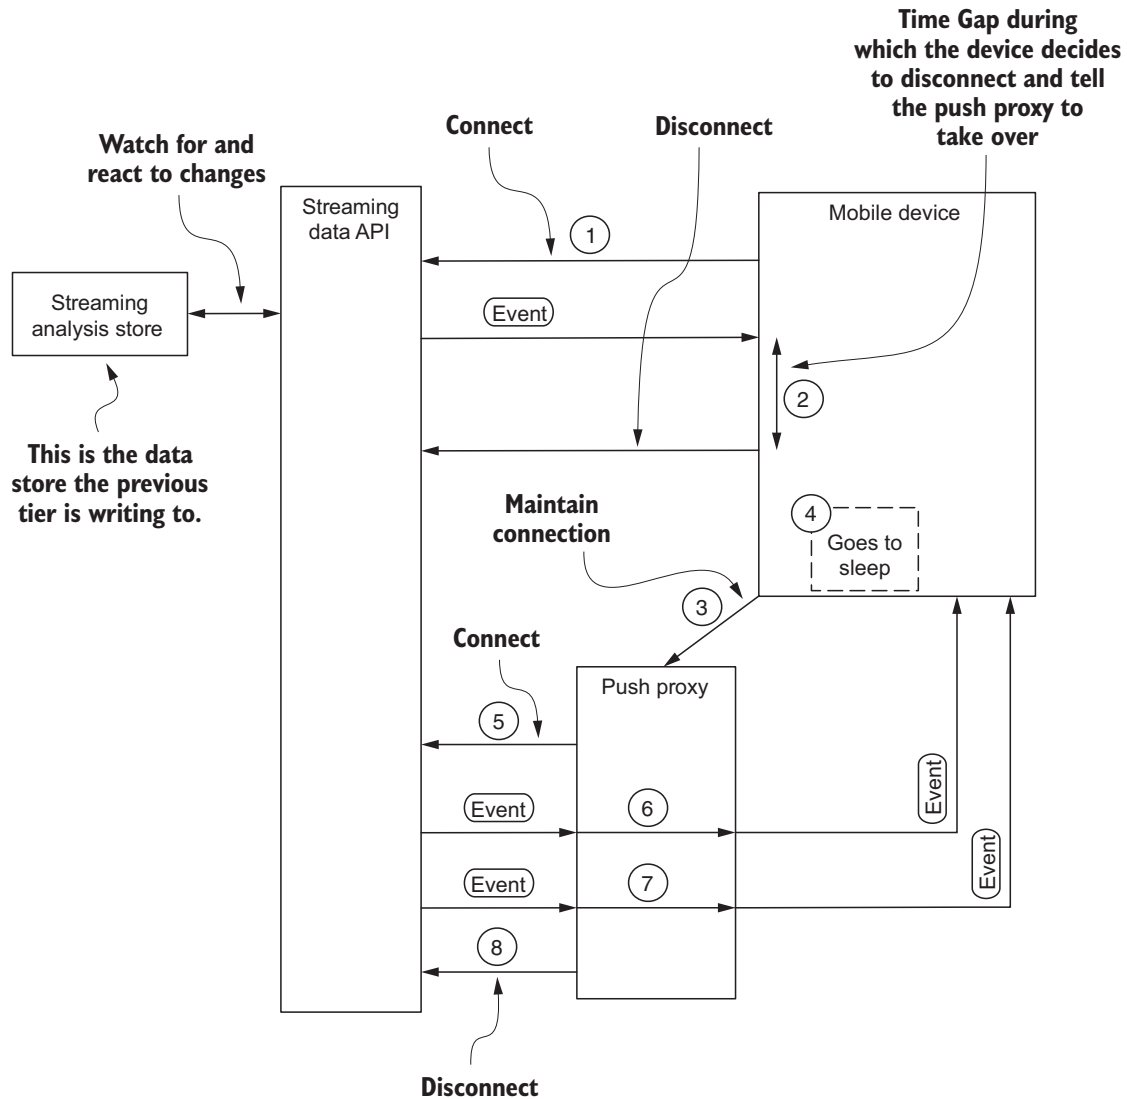 Time Gap during
which the device decides
to disconnect and tell
the push proxy to
take over
Connect
Disconnect
Watch for and
react to changes
Streaming
data API
Mobile device
1
Streaming
analysis store
Event
2
This is the data
store the previous
tier is writing to.
Maintain
connection
4
Goes to
sleep
3
Connect
Push proxy
5
Event
6
Event
Event
7
Event
8
Disconnect